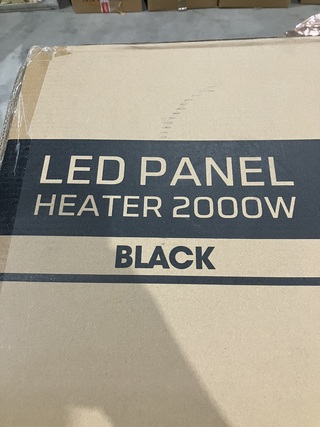 LED PANEL
HEATER 2000W
BLACK